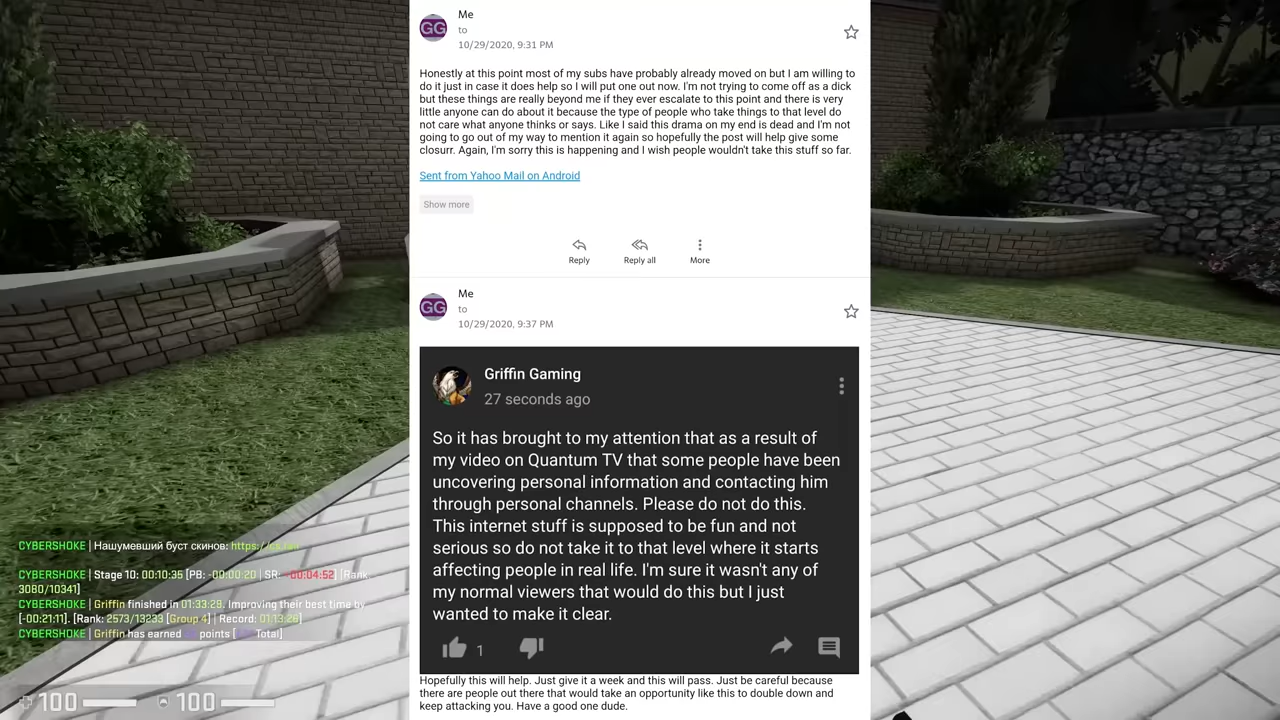 GG
Me
to
10/29/2020, 9:31 PM
Honestly at this point most of my subs have probably already moved on but I am willing to
do it just in case it does help so I will put one out now. I'm not trying to come off as a dick
but these things are really beyond me if they ever escalate to this point and there is very
little anyone can do about it because the type of people who take things to that level do
not care what anyone thinks or says. Like I said this drama on my end is dead and I'm not
going to go out of my way to mention it again so hopefully the post will help give some
closurr. Again, I'm sorry this is happening and I wish people wouldn't take this stuff so far.
Sent from Yahoo Mail on Android
Show more
Reply Reply all More
GG
Me
to
10/29/2020, 9:37 PM
Griffin Gaming
27 seconds ago
So it has brought to my attention that as a result of
my video on Quantum TV that some people have been
uncovering personal information and contacting him
through personal channels. Please do not do this.
This internet stuff is supposed to be fun and not
serious so do not take it to that level where it starts
affecting people in real life. I'm sure it wasn't any of
my normal viewers that would do this but I just
wanted to make it clear.
1
Hopefully this will help. Just give it a week and this will pass. Just be careful because
there are people out there that would take an opportunity like this to double down and
keep attacking you. Have a good one dude.
CYBERSHOKE | Нашумевший буст скинов: https://
CYBERSHOKE | Stage 10: 00:10:35 [PB: -00:00:20 | SR: -00:04:52] [Rank:
3080/10341]
CYBERSHOKE | Griffin finished in 01:33:28. Improving their best time by
[-00:21:11]. [Rank: 2573/13233 [Group 4] | Record: 01:13:26]
CYBERSHOKE | Griffin has earned points [ Total]
100 100